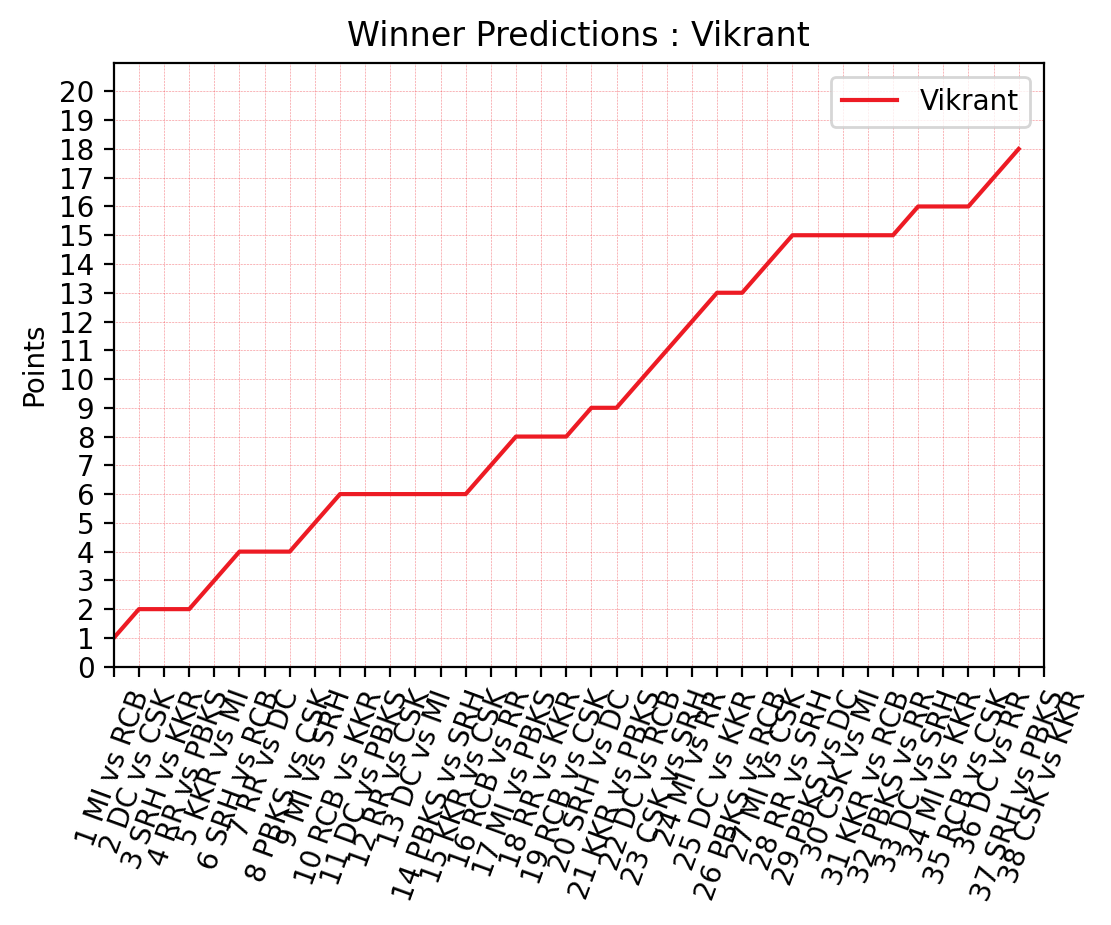 Winner Predictions : Vikrant
Vikrant
Points
20
19
18
17
16
15
14
13
12
11
10
9
8
7
6
5
4
3
2
1
0
1 MI vs RCB
2 DC vs CSK
3 SRH vs KKR
4 RR vs PBKS
5 KKR vs MI
6 SRH vs RCB
7 RR vs DC
8 PBKS vs CSK
9 MI vs SRH
10 RCB vs KKR
11 DC vs PBKS
12 RR vs CSK
13 DC vs MI
14 PBKS vs SRH
15 KKR vs CSK
16 RCB vs RR
17 MI vs PBKS
18 RR vs KKR
19 RCB vs CSK
20 SRH vs DC
21 KKR vs PBKS
22 DC vs RCB
23 CSK vs SRH
24 MI vs RR
25 DC vs KKR
26 PBKS vs RCB
27 MI vs CSK
28 RR vs SRH
29 PBKS vs DC
30 CSK vs MI
31 KKR vs RCB
32 PBKS vs RR
33 DC vs SRH
34 MI vs KKR
35 RCB vs CSK
36 DC vs RR
37 SRH vs PBKS
38 CSK vs KKR